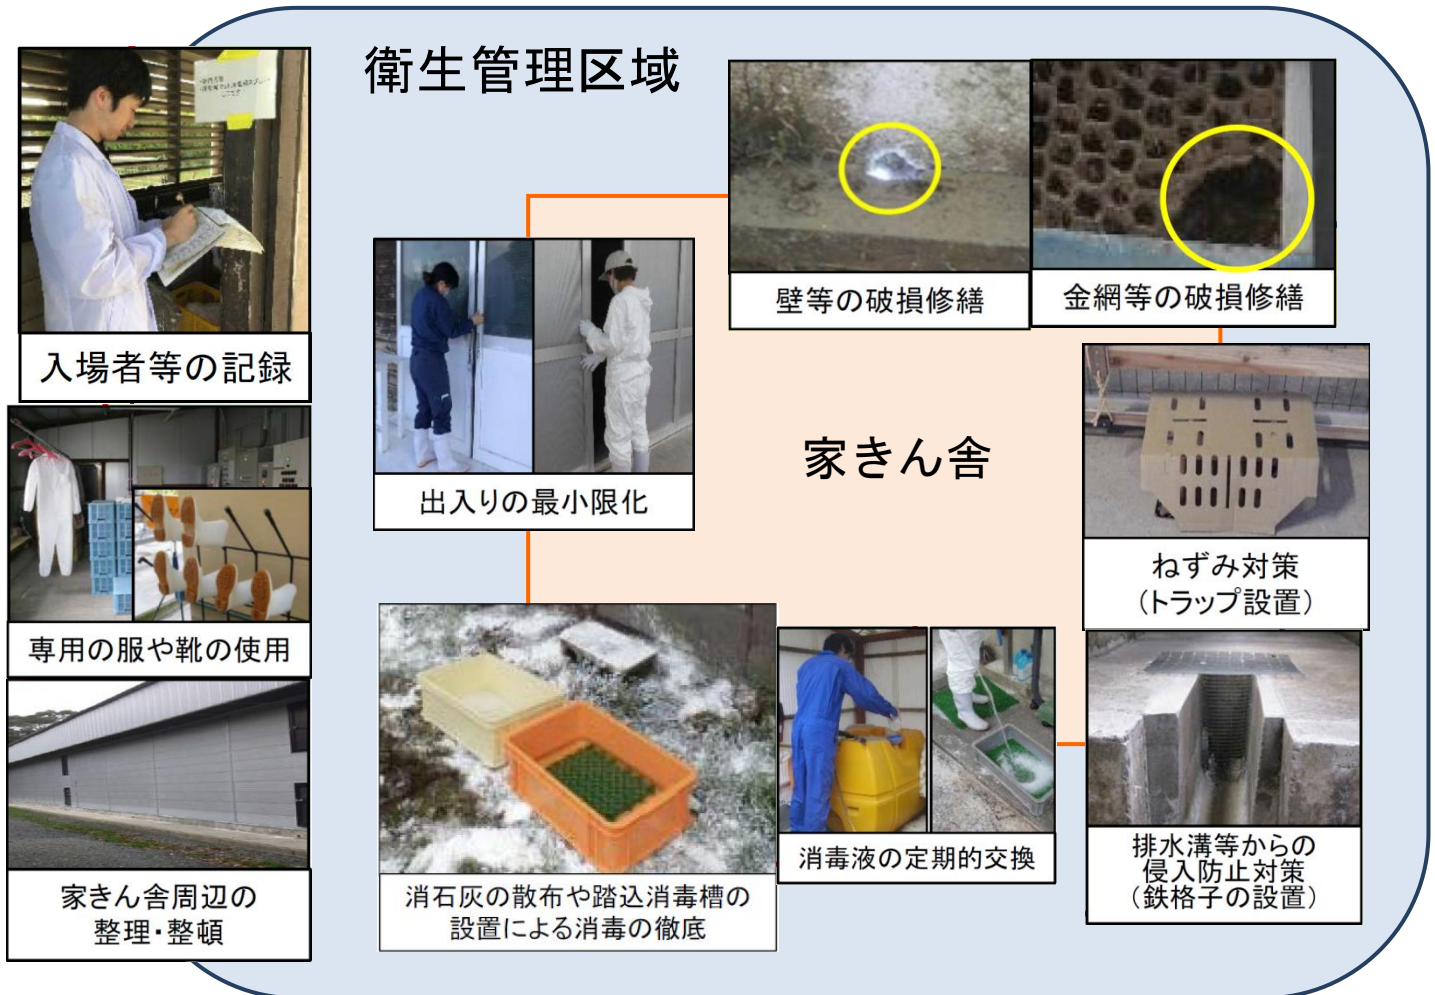 衛生管理区域
入場者等の記録
専用の服や靴の使用
家きん舎周辺の
整理・整頓
出入りの最小限化
壁等の破損修繕
金網等の破損修繕
家きん舎
ねずみ対策
（トラップ設置）
消石灰の散布や踏込消毒槽の
設置による消毒の徹底
消毒液の定期的交換
排水溝等からの
侵入防止対策
（鉄格子の設置）